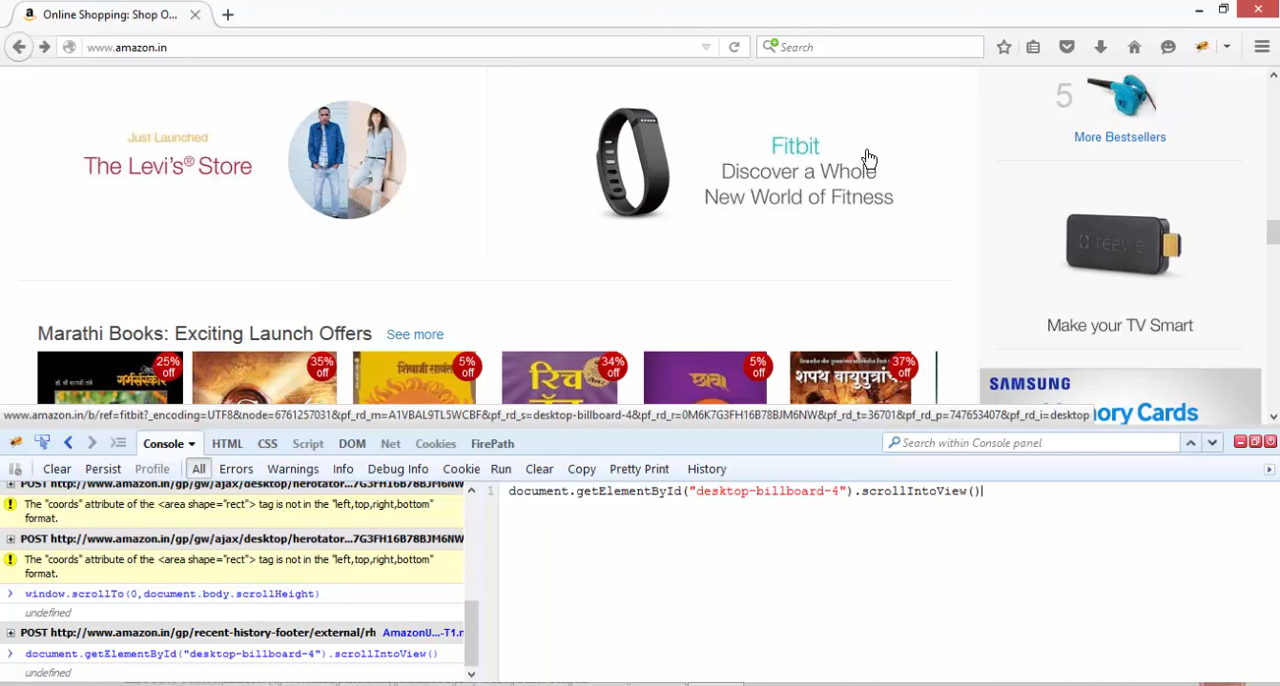 Online Shopping: Shop O...
www.amazon.in
Search
Just Launched
The Levi's® Store
Fitbit
Discover a Whole
New World of Fitness
5
More Bestsellers
reevie
Make your TV Smart
Marathi Books: Exciting Launch Offers See more
25% off
35% off
5% off
34% off
5% off
37% off
गर्भसंस्कार
शिवाजी सावंत
रिच
छावा
शपथ वायुपुत्रां
SAMSUNG
ory Cards
www.amazon.in/b/ref=fitbit?_encoding=UTF8&node=6761257031&pf_rd_m=A1VBAL9TL5WCBF&pf_rd_s=desktop-billboard-4&pf_rd_r=0M6K7G3FH16B78BJM6NW&pf_rd_t=36701&pf_rd_p=747653407&pf_rd_i=desktop
Console HTML CSS Script DOM Net Cookies FirePath
Search within Console panel
Clear Persist Profile All Errors Warnings Info Debug Info Cookie Run Clear Copy Pretty Print History
POST http://www.amazon.in/gp/gw/ajax/desktop/herotator...7G3FH16B78BJM6NW
The "coords" attribute of the <area shape="rect"> tag is not in the "left,top,right,bottom"
format.
POST http://www.amazon.in/gp/gw/ajax/desktop/herotator...7G3FH16B78BJM6NW
The "coords" attribute of the <area shape="rect"> tag is not in the "left,top,right,bottom"
format.
window.scrollTo(0,document.body.scrollHeight)
undefined
POST http://www.amazon.in/gp/recent-history-footer/external/rh AmazonU...-T1.r
document.getElementById("desktop-billboard-4").scrollIntoView()
undefined
1 document.getElementById("desktop-billboard-4").scrollIntoView()